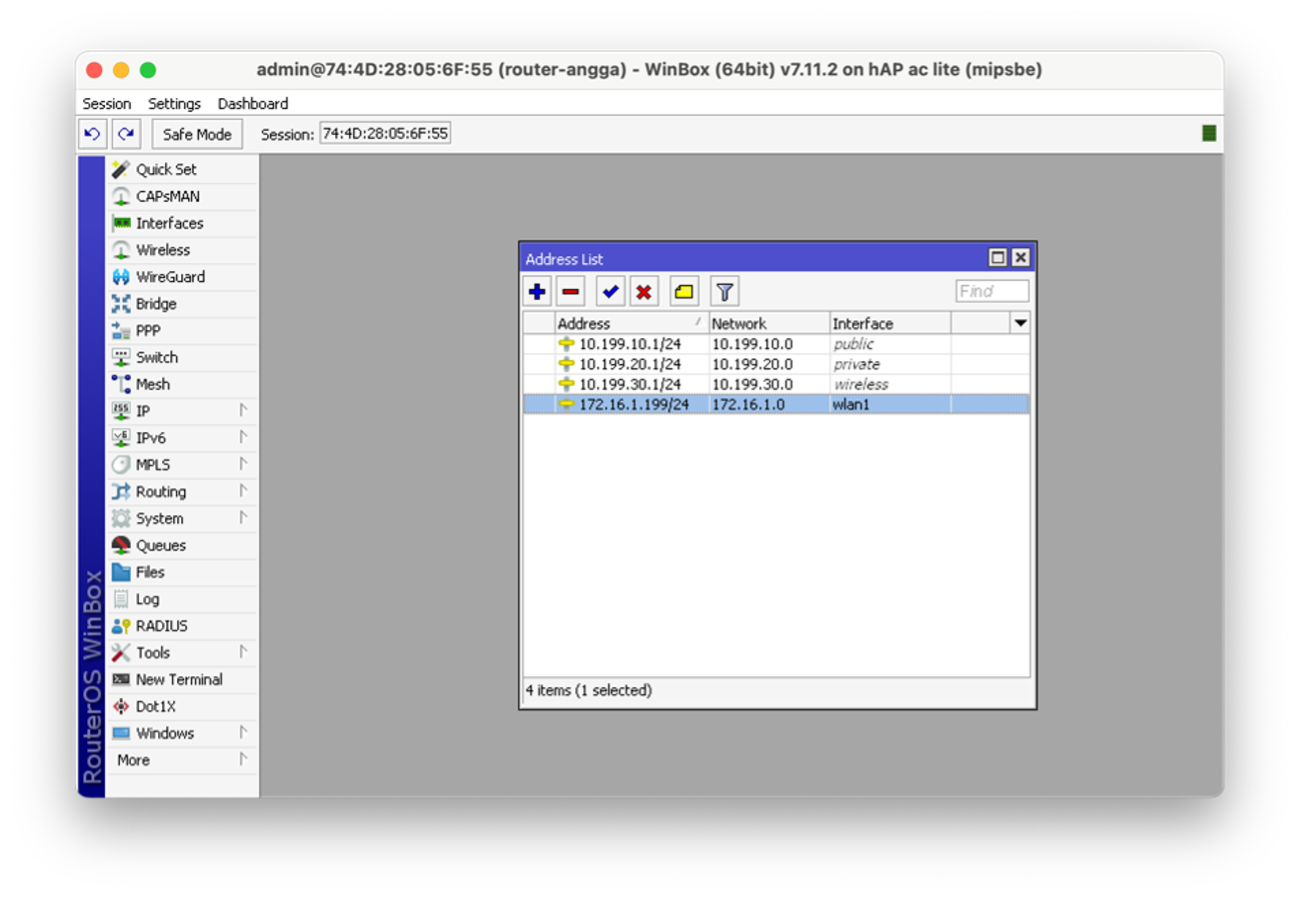 admin@74:4D:28:05:6F:55 (router-angga) - WinBox (64bit) v7.11.2 on hAP ac lite (mipsbe)
Session Settings Dashboard
Safe Mode Session: 74:4D:28:05:6F:55
Quick Set
CAPsMAN
Interfaces
Wireless
WireGuard
Bridge
PPP
Switch
Mesh
IP
IPv6
MPLS
Routing
System
Queues
Files
Log
RADIUS
Tools
New Terminal
Dot1X
Windows
More
RouterOS WinBox
Address List
Find
Address Network Interface
10.199.10.1/24 10.199.10.0 public
10.199.20.1/24 10.199.20.0 private
10.199.30.1/24 10.199.30.0 wireless
172.16.1.199/24 172.16.1.0 wlan1
4 items (1 selected)